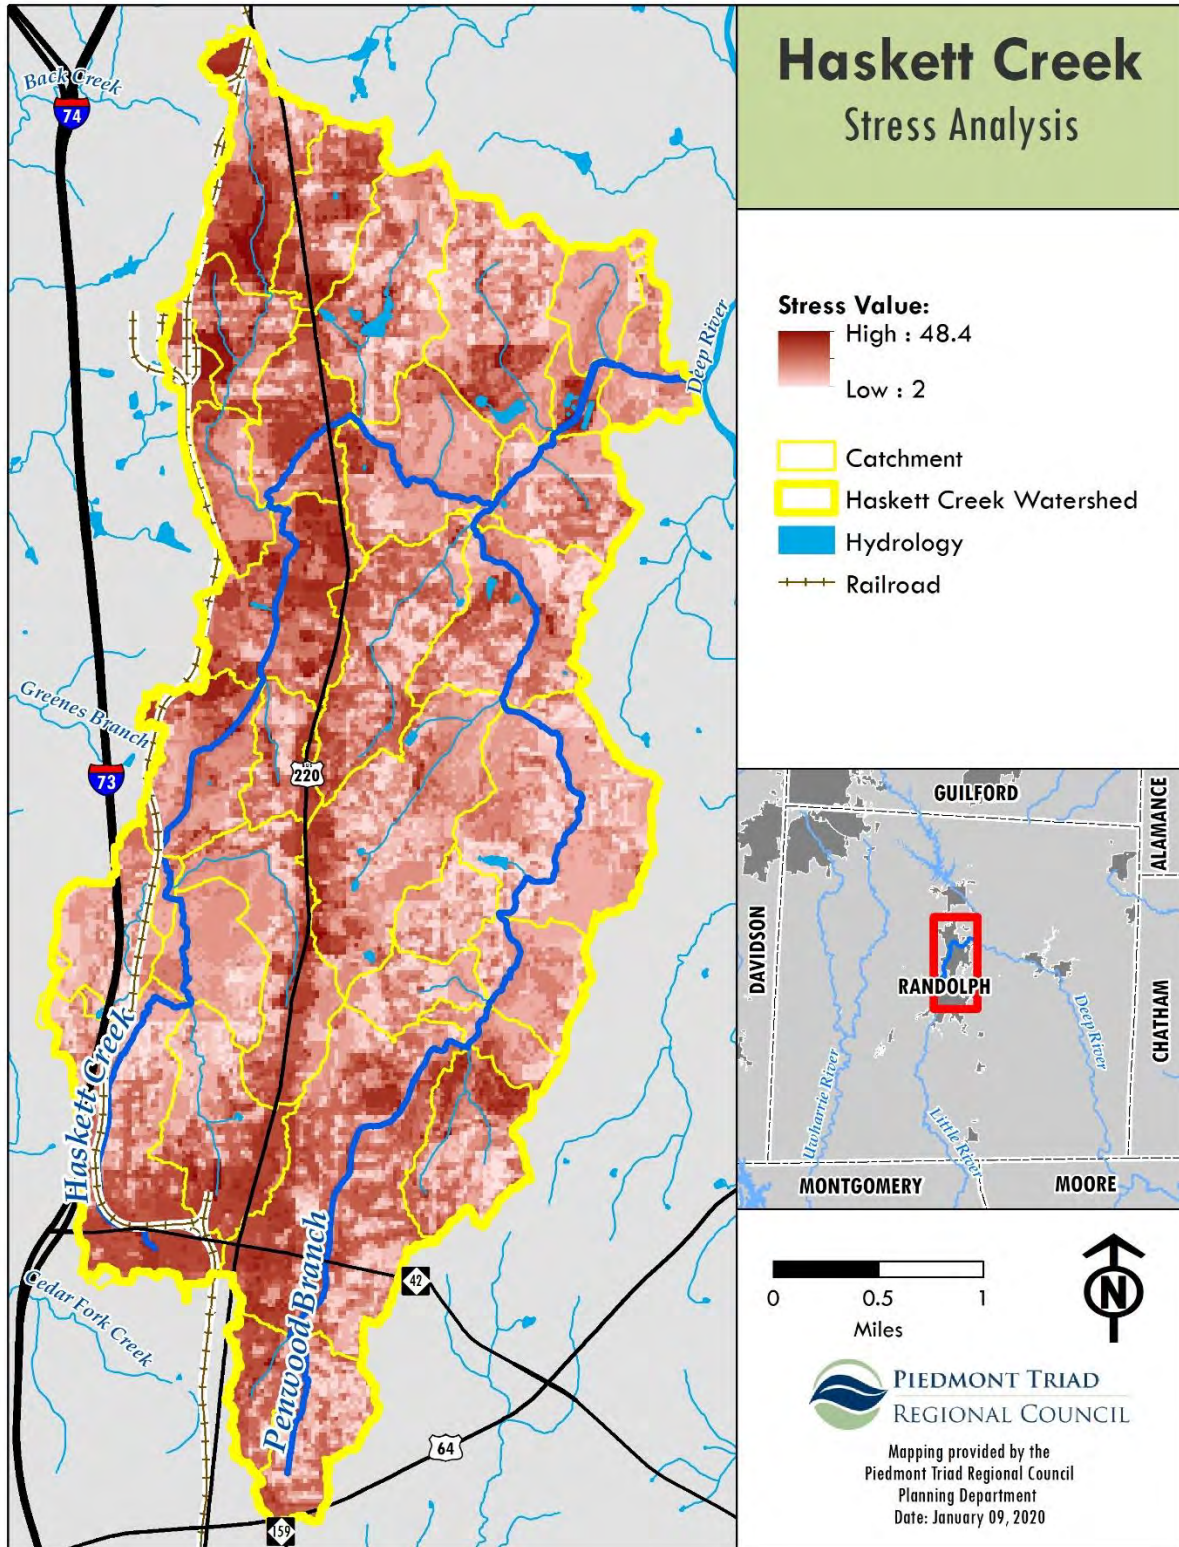 Haskett Creek
Stress Analysis
Stress Value:
High : 48.4
Low : 2
Catchment
Haskett Creek Watershed
Hydrology
Railroad
Back Creek
74
Deep River
Greenes Branch
73
220
Haskett Creek
Penwood Branch
Cedar Fork Creek
42
64
159
GUILFORD
ALAMANCE
DAVIDSON
RANDOLPH
CHATHAM
Deep River
Uwharrie River
Little River
MONTGOMERY
MOORE
0 0.5 1
Miles
N
PIEDMONT TRIAD
REGIONAL COUNCIL
Mapping provided by the
Piedmont Triad Regional Council
Planning Department
Date: January 09, 2020